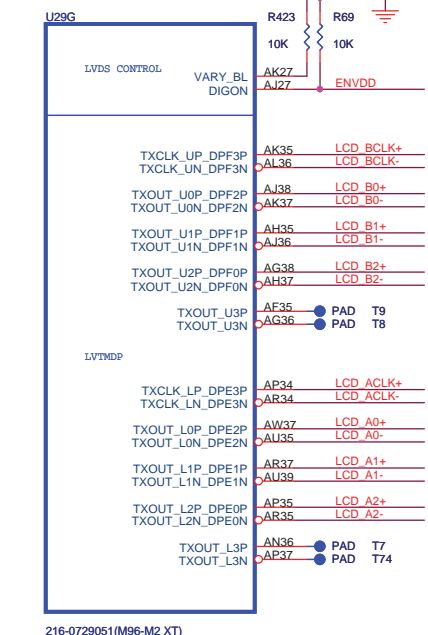 U29G
R423 R69
10K 10K
LVDS CONTROL
VARY_BL AK27
DIGON AJ27 ENVDD
TXCLK_UP_DPF3P AK35 LCD_BCLK+
TXCLK_UN_DPF3N AL36 LCD_BCLK-
TXOUT_U0P_DPF2P AJ38 LCD_B0+
TXOUT_U0N_DPF2N AK37 LCD_B0-
TXOUT_U1P_DPF1P AH35 LCD_B1+
TXOUT_U1N_DPF1N AJ36 LCD_B1-
TXOUT_U2P_DPF0P AG38 LCD_B2+
TXOUT_U2N_DPF0N AH37 LCD_B2-
TXOUT_U3P AF35 PAD T9
TXOUT_U3N AG36 PAD T8
LVTMDP
TXCLK_LP_DPE3P AP34 LCD_ACLK+
TXCLK_LN_DPE3N AR34 LCD_ACLK-
TXOUT_L0P_DPE2P AW37 LCD_A0+
TXOUT_L0N_DPE2N AU35 LCD_A0-
TXOUT_L1P_DPE1P AR37 LCD_A1+
TXOUT_L1N_DPE1N AU39 LCD_A1-
TXOUT_L2P_DPE0P AP35 LCD_A2+
TXOUT_L2N_DPE0N AR35 LCD_A2-
TXOUT_L3P AN36 PAD T7
TXOUT_L3N AP37 PAD T74
216-0729051(M96-M2 XT)